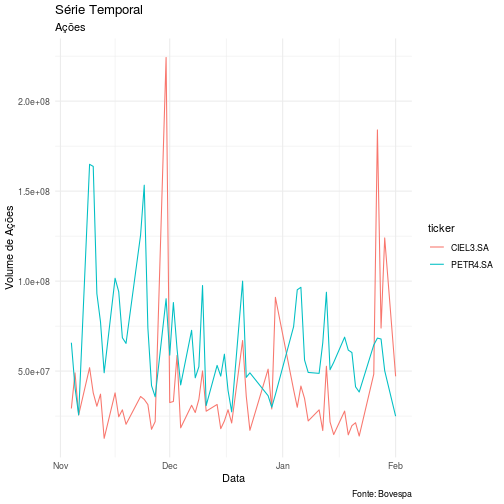 Série Temporal
Ações
2.0e+08
1.5e+08
1.0e+08
5.0e+07
Volume de Ações
Nov
Dec
Jan
Feb
Data
ticker
CIEL3.SA
PETR4.SA
Fonte: Bovespa